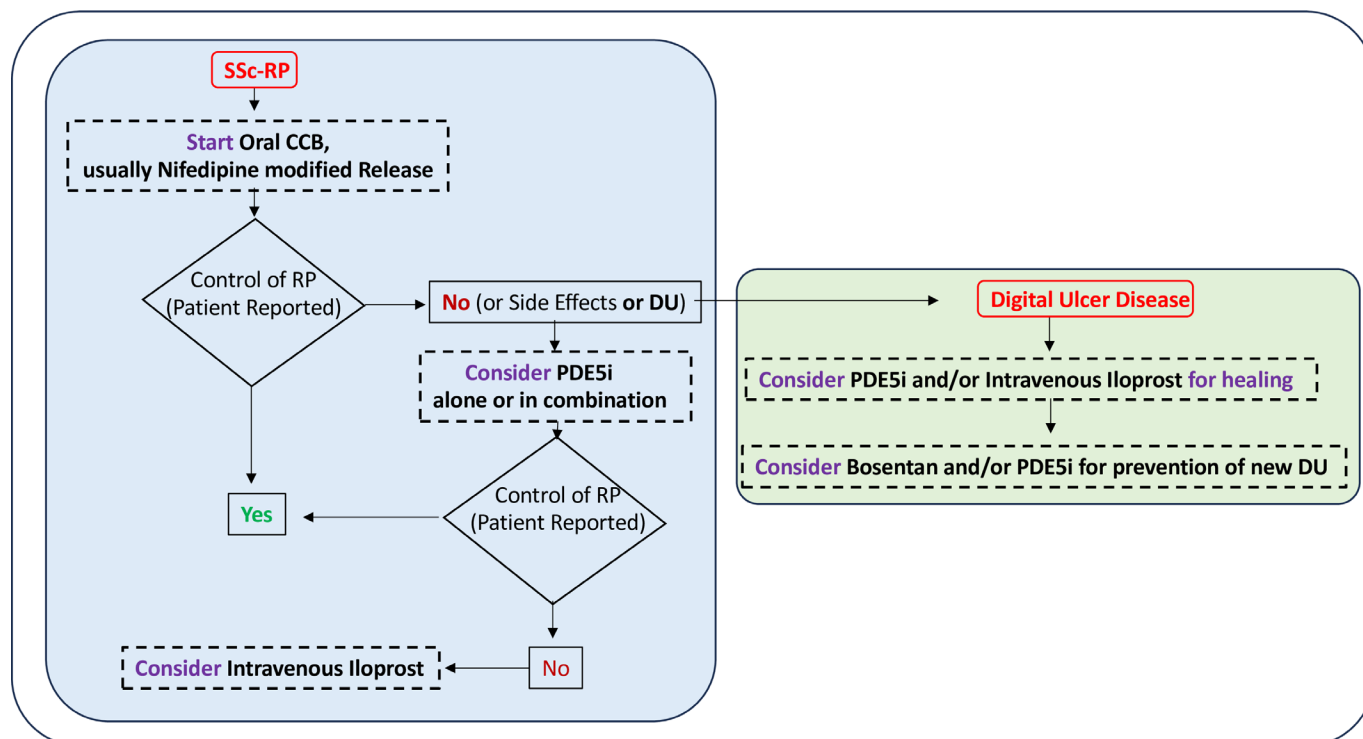 SSc-RP
Start Oral CCB,
usually Nifedipine modified Release
Control of RP
(Patient Reported)
No (or Side Effects or DU)
Consider PDE5i
alone or in combination
Control of RP
(Patient Reported)
Yes
No
Consider Intravenous Iloprost
Digital Ulcer Disease
Consider PDE5i and/or Intravenous Iloprost for healing
Consider Bosentan and/or PDE5i for prevention of new DU